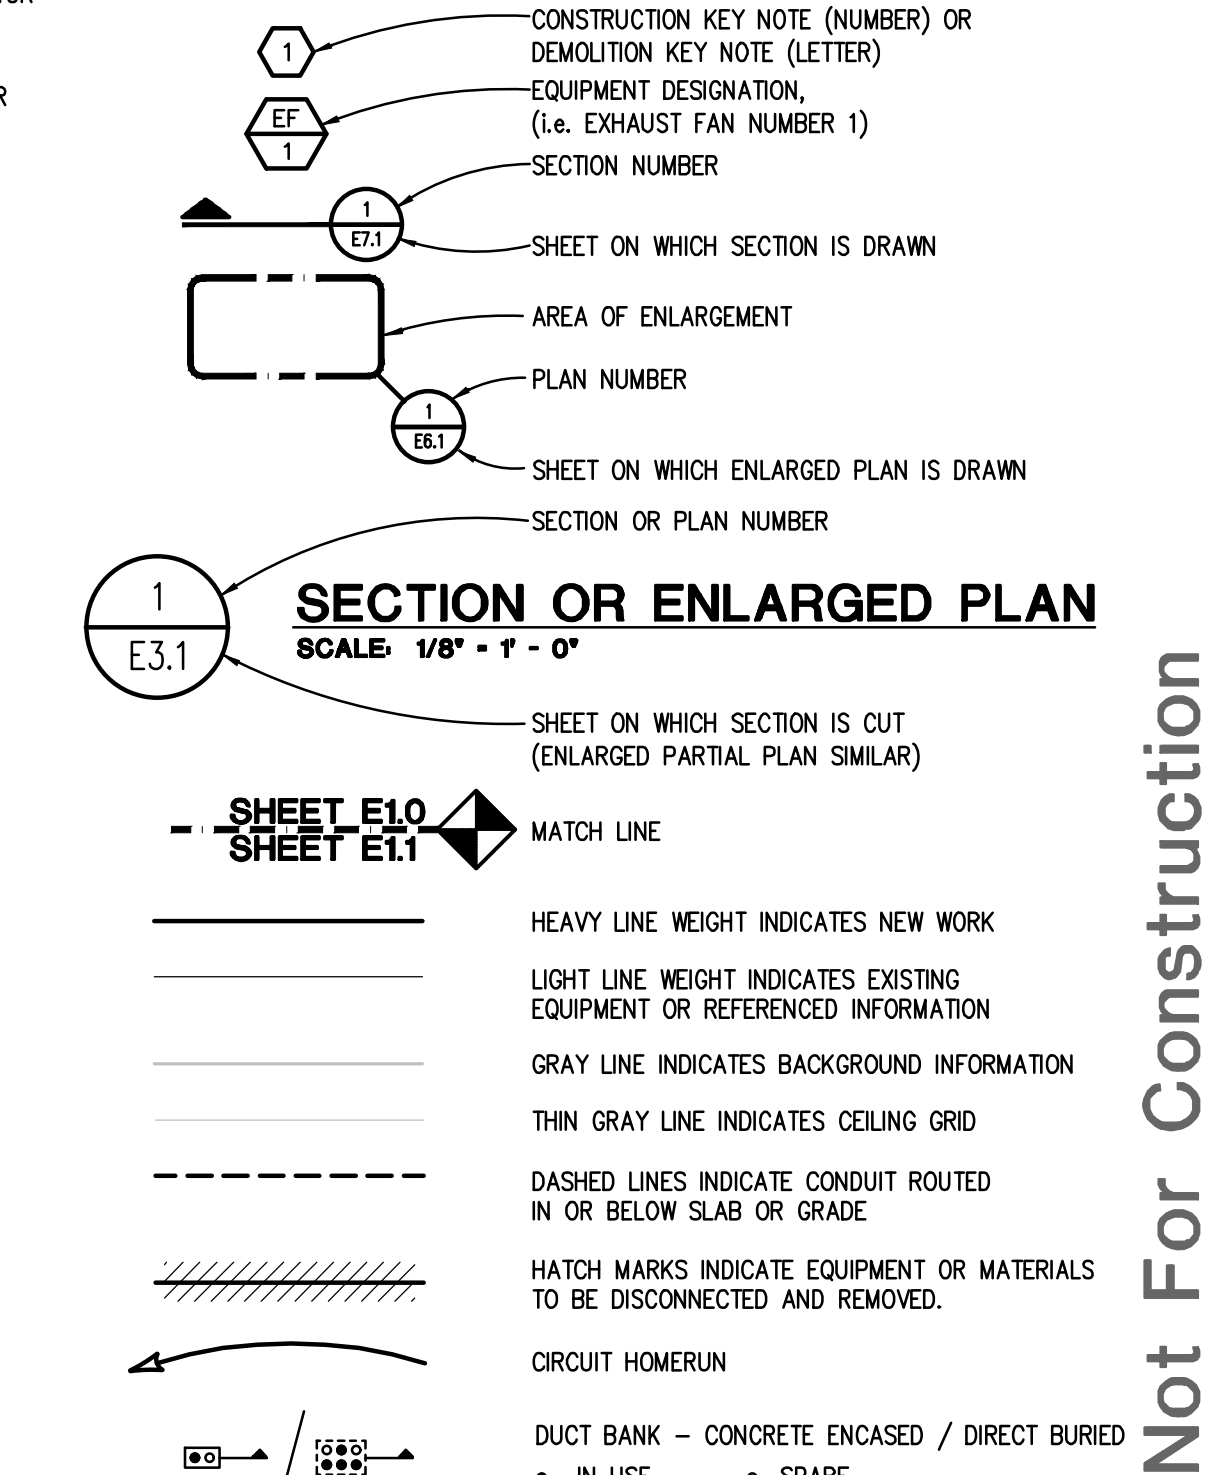 CONSTRUCTION KEY NOTE (NUMBER) OR
DEMOLITION KEY NOTE (LETTER)
1
EQUIPMENT DESIGNATION,
(i.e. EXHAUST FAN NUMBER 1)
EF
1
SECTION NUMBER
1
E7.1
SHEET ON WHICH SECTION IS DRAWN
AREA OF ENLARGEMENT
PLAN NUMBER
1
E6.1
SHEET ON WHICH ENLARGED PLAN IS DRAWN
SECTION OR PLAN NUMBER
1
E3.1
SECTION OR ENLARGED PLAN
SCALE: 1/8" - 1' - 0"
SHEET ON WHICH SECTION IS CUT
(ENLARGED PARTIAL PLAN SIMILAR)
SHEET E1.0
SHEET E1.1
MATCH LINE
HEAVY LINE WEIGHT INDICATES NEW WORK
LIGHT LINE WEIGHT INDICATES EXISTING
EQUIPMENT OR REFERENCED INFORMATION
GRAY LINE INDICATES BACKGROUND INFORMATION
THIN GRAY LINE INDICATES CEILING GRID
DASHED LINES INDICATE CONDUIT ROUTED
IN OR BELOW SLAB OR GRADE
HATCH MARKS INDICATE EQUIPMENT OR MATERIALS
TO BE DISCONNECTED AND REMOVED.
CIRCUIT HOMERUN
DUCT BANK – CONCRETE ENCASED / DIRECT BURIED
IN USE SPARE
Not For Construction